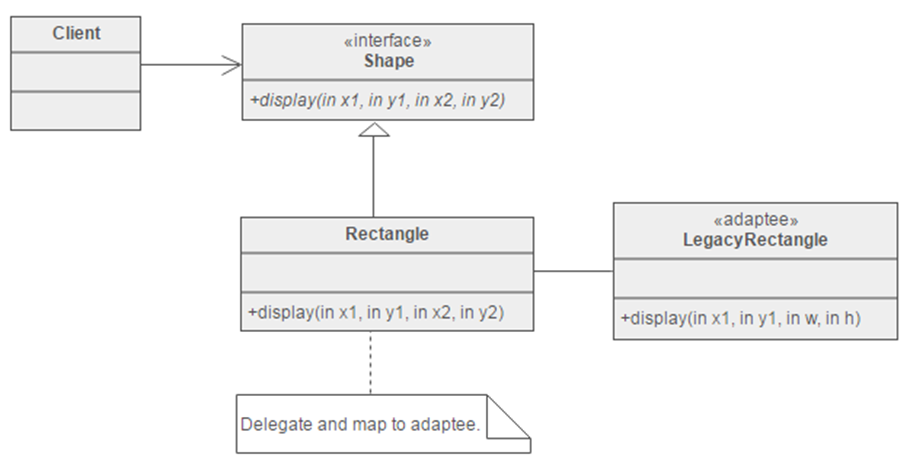 Client
«interface»
Shape
+display(in x1, in y1, in x2, in y2)
Rectangle
+display(in x1, in y1, in x2, in y2)
«adaptee»
LegacyRectangle
+display(in x1, in y1, in w, in h)
Delegate and map to adaptee.